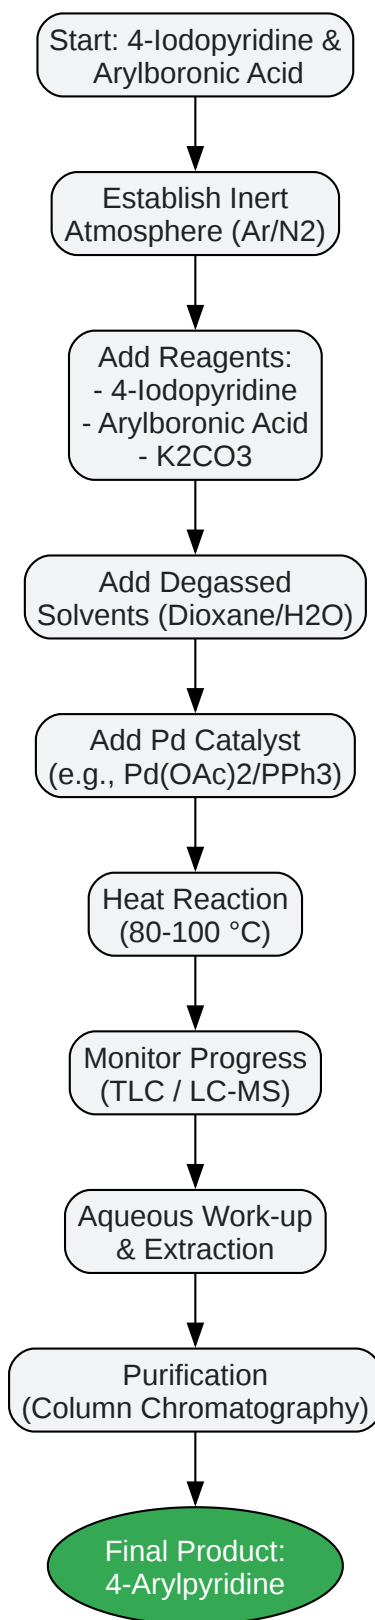 Start: 4-Iodopyridine &
Arylboronic Acid
Establish Inert
Atmosphere (Ar/N2)
Add Reagents:
- 4-Iodopyridine
- Arylboronic Acid
- K2CO3
Add Degassed
Solvents (Dioxane/H2O)
Add Pd Catalyst
(e.g., Pd(OAc)2/PPh3)
Heat Reaction
(80-100 °C)
Monitor Progress
(TLC / LC-MS)
Aqueous Work-up
& Extraction
Purification
(Column Chromatography)
Final Product:
4-Arylpyridine